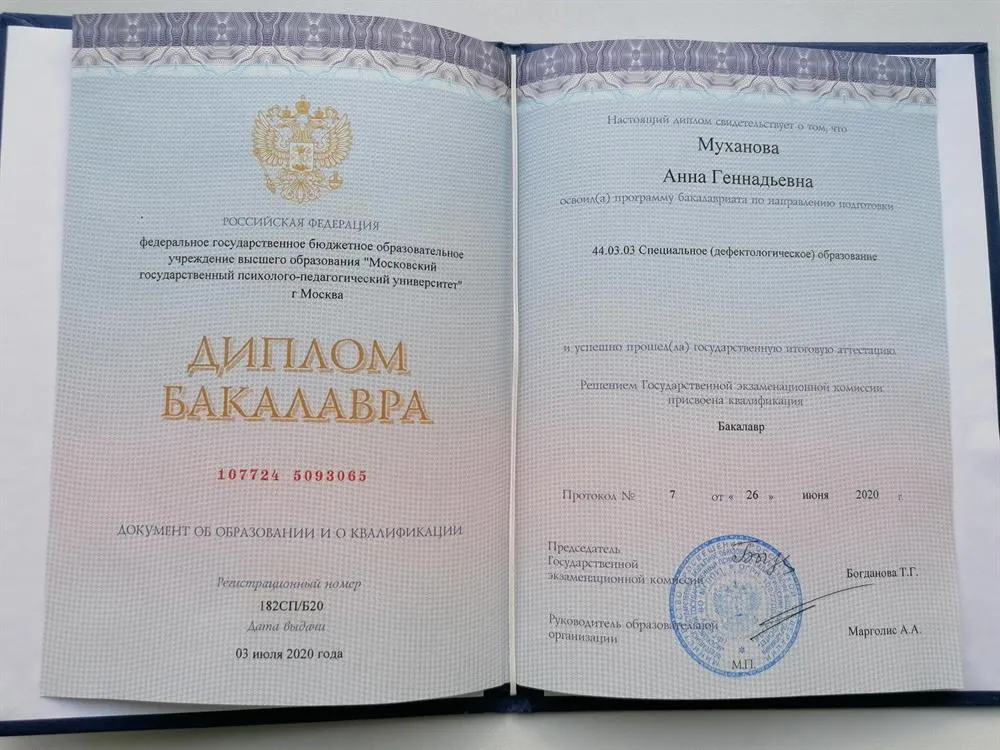 РОССИЙСКАЯ ФЕДЕРАЦИЯ
федеральное государственное бюджетное образовательное
учреждение высшего образования "Московский
государственный психолого-педагогический университет"
г Москва
ДИПЛОМ
БАКАЛАВРА
107724 5093065
ДОКУМЕНТ ОБ ОБРАЗОВАНИИ И О КВАЛИФИКАЦИИ
Регистрационный номер
182СП/Б20
Дата выдачи
03 июля 2020 года
Настоящий диплом свидетельствует о том, что
Муханова
Анна Геннадьевна
освоил(а) программу бакалавриата по направлению подготовки
44.03.03 Специальное (дефектологическое) образование
и успешно прошел(ла) государственную итоговую аттестацию
Решением Государственной экзаменационной комиссии
присвоена квалификация
Бакалавр
Протокол № 7 от « 26 » июня 2020 г.
Председатель
Государственной
экзаменационной комиссии
Богданова Т.Г.
Руководитель образовательной
организации
Марголис А.А.
М.П.